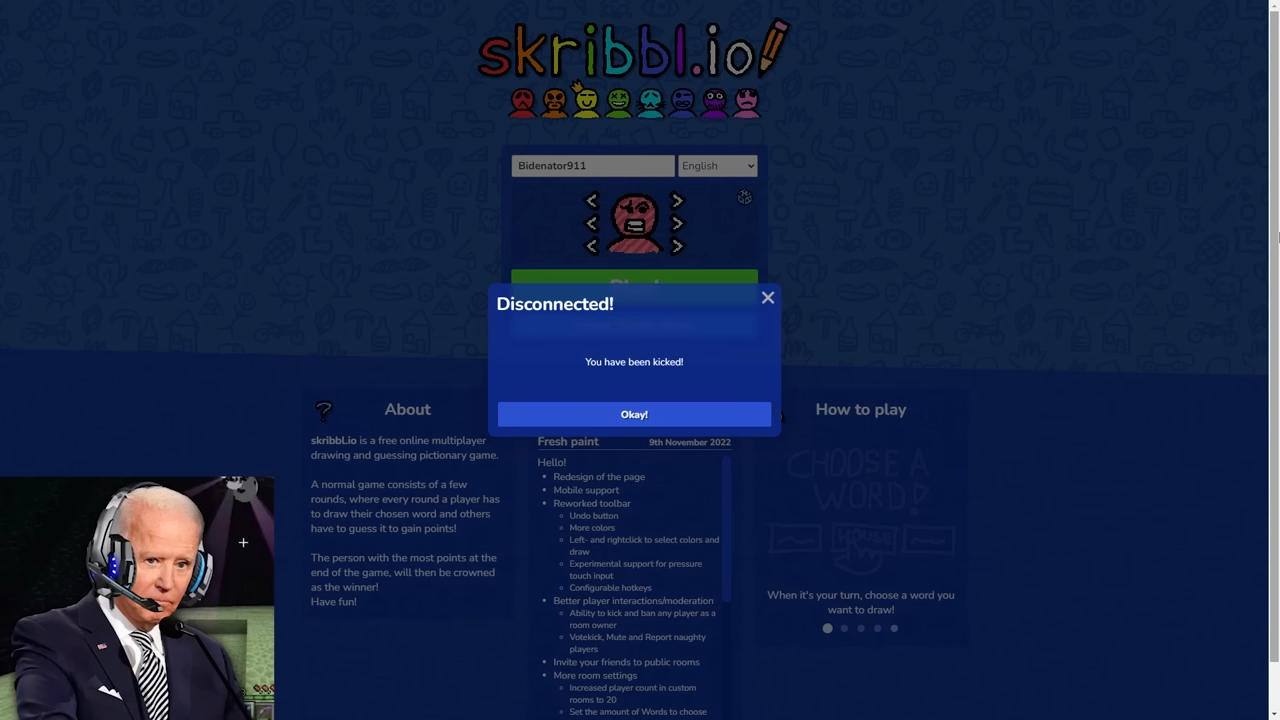 skribbl.io
Bidenator911
English
Disconnected!
You have been kicked!
Okay!
About
skribbl.io is a free online multiplayer
drawing and guessing pictionary game.
A normal game consists of a few
rounds, where every round a player has
to draw their chosen word and others
have to guess it to gain points!
The person with the most points at the
end of the game, will then be crowned
as the winner!
Have fun!
Fresh paint
9th November 2022
Hello!
Redesign of the page
Mobile support
Reworked toolbar
Undo button
More colors
Left- and rightclick to select colors and
draw
Experimental support for pressure
touch input
Configurable hotkeys
Better player interactions/moderation
Ability to kick and ban any player as a
room owner
Votekick, Mute and Report naughty
players
Invite your friends to public rooms
More room settings
Increased player count in custom
rooms to 20
Set the amount of Words to choose
How to play
CHOOSE A
WORD!
HOUSE
When it's your turn, choose a word you
want to draw!